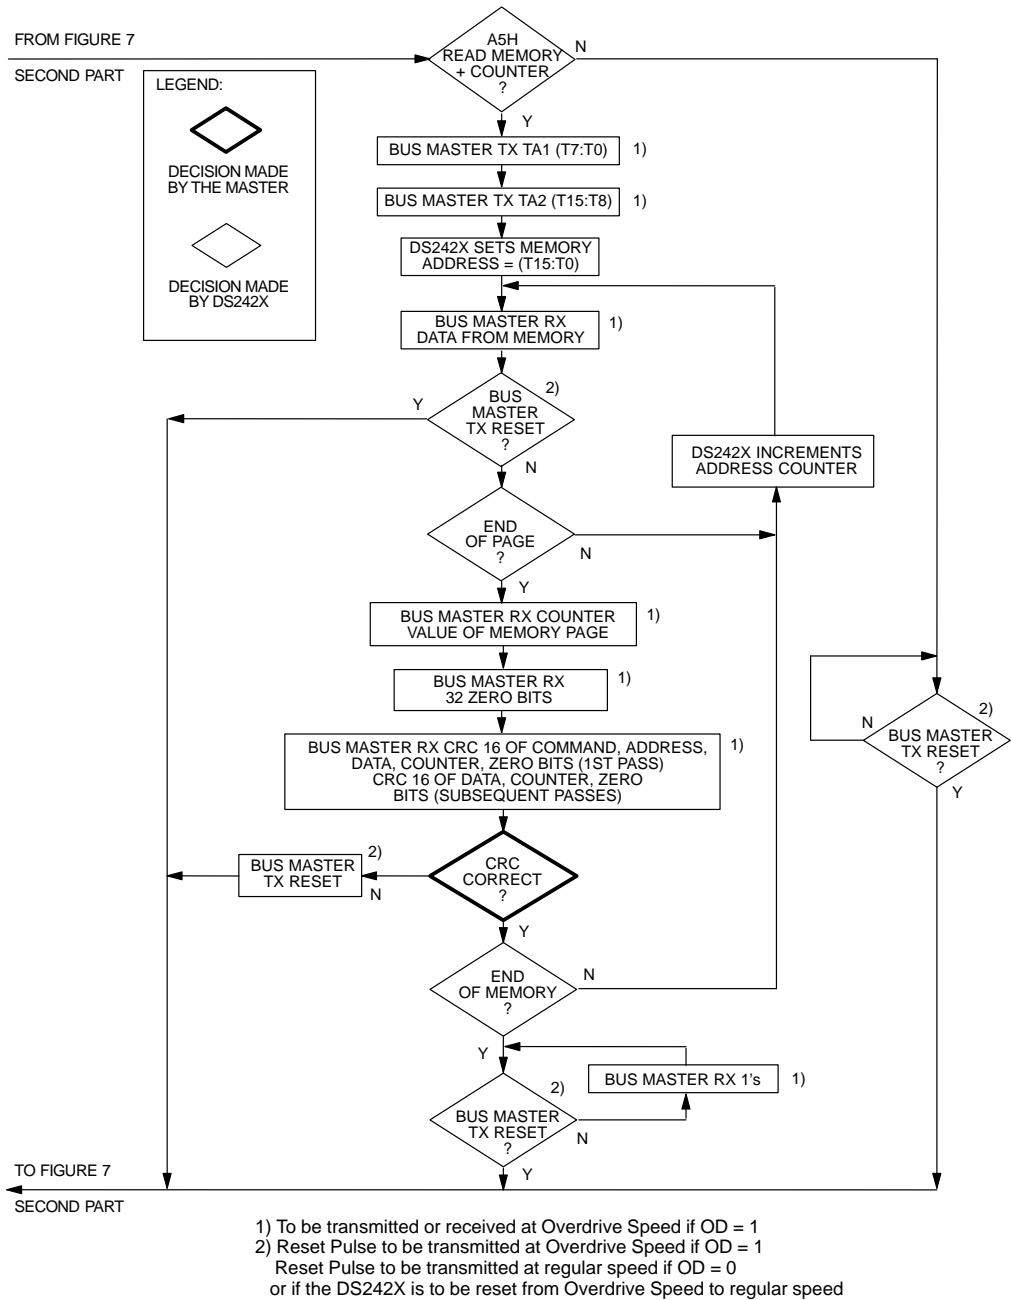 FROM FIGURE 7
SECOND PART
A5H
READ MEMORY
+ COUNTER
?
N
Y
LEGEND:
DECISION MADE
BY THE MASTER
DECISION MADE
BY DS242X
BUS MASTER TX TA1 (T7:T0)
1)
BUS MASTER TX TA2 (T15:T8)
1)
DS242X SETS MEMORY
ADDRESS = (T15:T0)
BUS MASTER RX
DATA FROM MEMORY
1)
BUS
MASTER
TX RESET
?
2)
Y
N
DS242X INCREMENTS
ADDRESS COUNTER
END
OF PAGE
?
N
Y
BUS MASTER RX COUNTER
VALUE OF MEMORY PAGE
1)
BUS MASTER RX
32 ZERO BITS
1)
BUS MASTER RX CRC 16 OF COMMAND, ADDRESS,
DATA, COUNTER, ZERO BITS (1ST PASS)
CRC 16 OF DATA, COUNTER, ZERO
BITS (SUBSEQUENT PASSES)
1)
N
BUS MASTER
TX RESET
?
2)
Y
CRC
CORRECT
?
N
Y
BUS MASTER
TX RESET
2)
END
OF MEMORY
?
N
Y
BUS MASTER RX 1's
1)
BUS MASTER
TX RESET
?
2)
N
Y
TO FIGURE 7
SECOND PART
1) To be transmitted or received at Overdrive Speed if OD = 1
2) Reset Pulse to be transmitted at Overdrive Speed if OD = 1
Reset Pulse to be transmitted at regular speed if OD = 0
or if the DS242X is to be reset from Overdrive Speed to regular speed